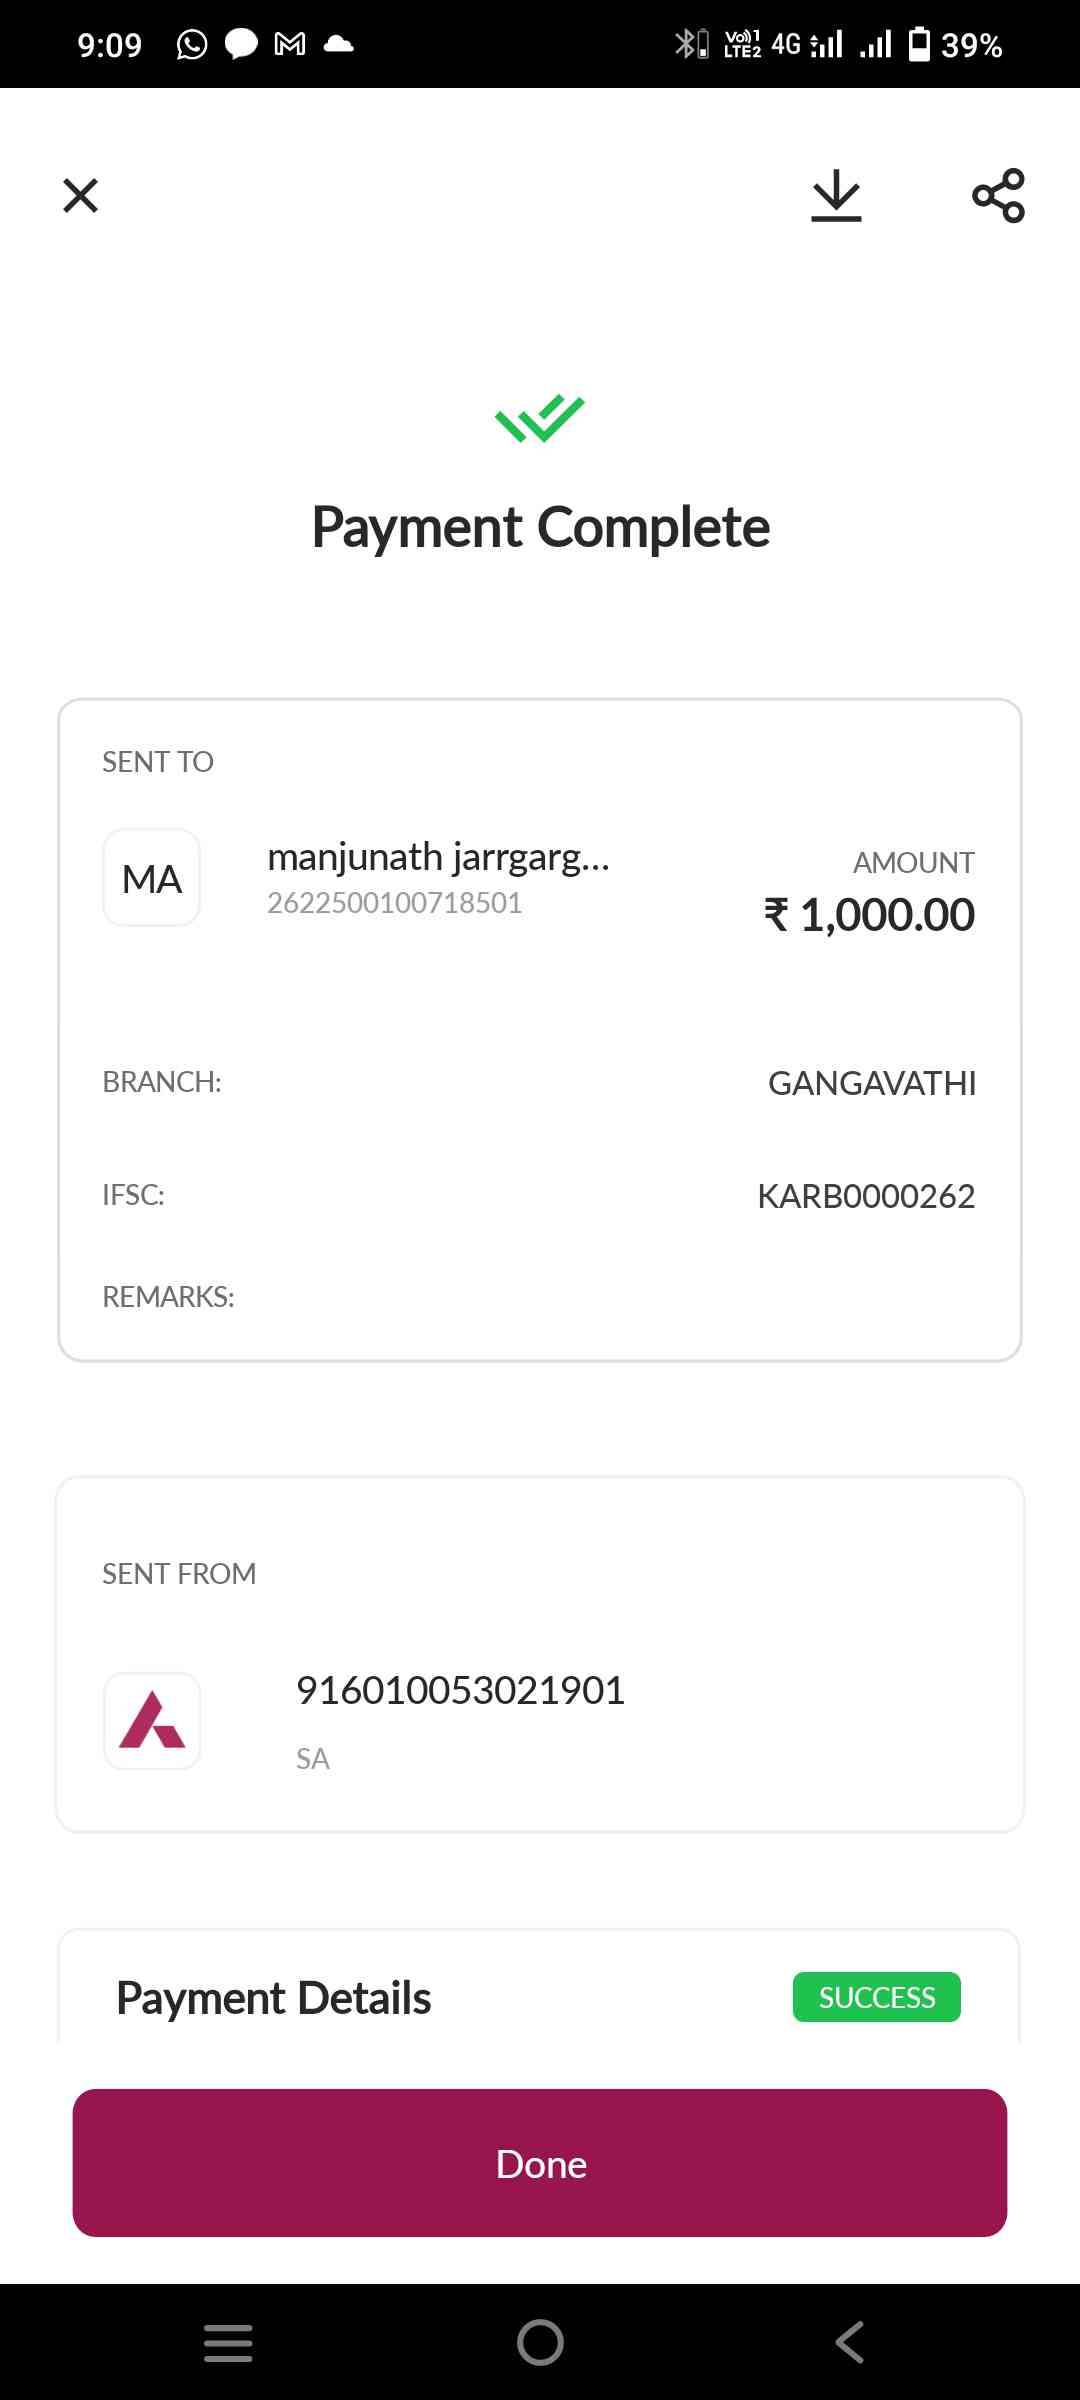 9:09 Vo))1 LTE2 4G 39%
Payment Complete
SENT TO
MA
manjunath jarrgarg...
2622500100718501
AMOUNT
₹ 1,000.00
BRANCH: GANGAVATHI
IFSC: KARB0000262
REMARKS:
SENT FROM
916010053021901
SA
Payment Details SUCCESS
Done